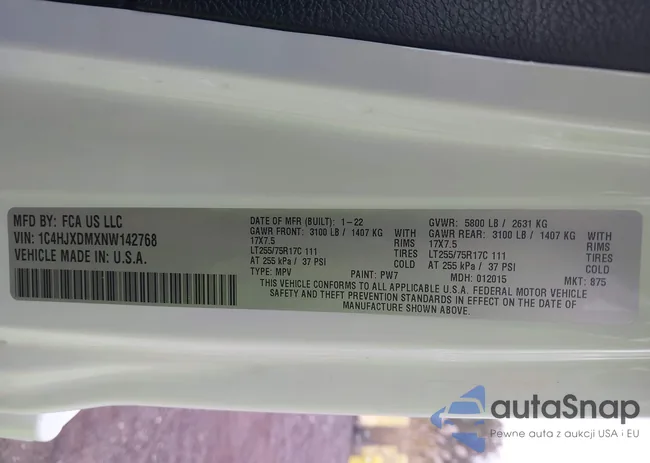 MFD BY: FCA US LLC
VIN: 1C4HJXDMXNW142768
VEHICLE MADE IN: U.S.A.
DATE OF MFR (BUILT): 1-22
GAWR FRONT: 3100 LB / 1407 KG WITH
17X7.5 RIMS
LT255/75R17C 111 TIRES
AT 255 kPa / 37 PSI COLD
TYPE: MPV PAINT: PW7
GVWR: 5800 LB / 2631 KG
GAWR REAR: 3100 LB / 1407 KG WITH
17X7.5 RIMS
LT255/75R17C 111 TIRES
AT 255 kPa / 37 PSI COLD
MDH: 012015 MKT: 875
THIS VEHICLE CONFORMS TO ALL APPLICABLE U.S.A. FEDERAL MOTOR VEHICLE
SAFETY AND THEFT PREVENTION STANDARDS IN EFFECT ON THE DATE OF
MANUFACTURE SHOWN ABOVE.
autaSnap
Pewne auta z aukcji USA i EU